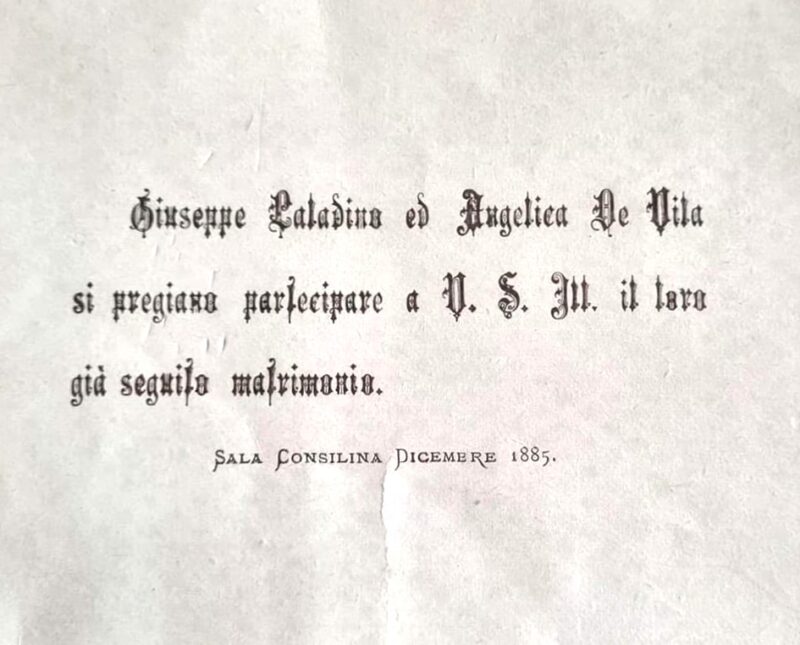 Giuseppe Paladino ed Angelica De Vita
si pregiano partecipare a V. S. Ill. il loro
già seguito matrimonio.
SALA CONSILINA DICEMBRE 1885.